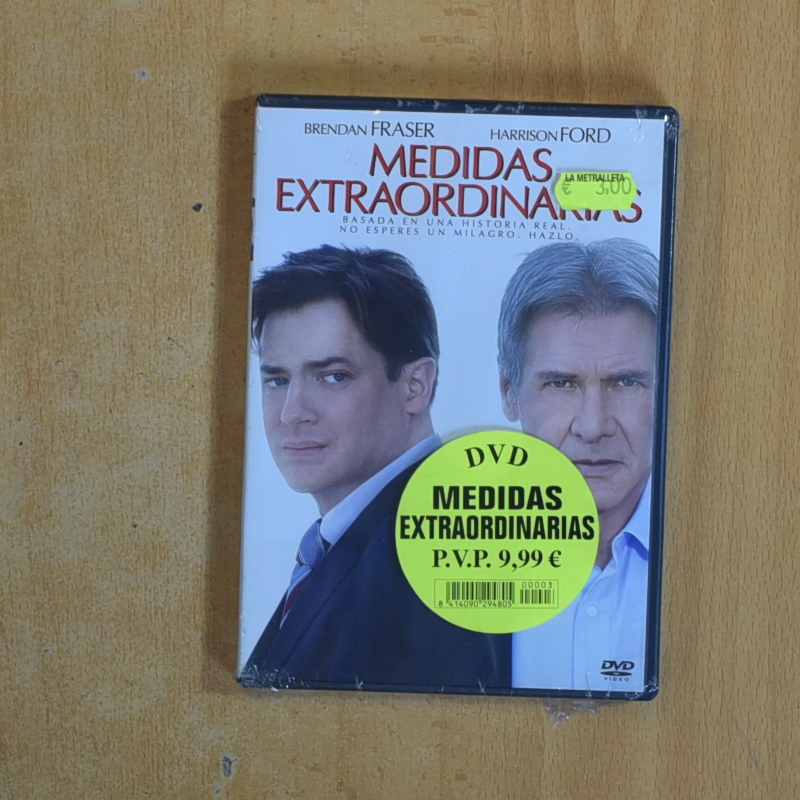 BRENDAN FRASER HARRISON FORD
MEDIDAS
EXTRAORDINARIAS
LA METRALLETA
€ 3,00
BASADA EN UNA HISTORIA REAL.
NO ESPERES UN MILAGRO. HAZLO.
DVD
MEDIDAS
EXTRAORDINARIAS
P.V.P. 9,99 €
00003
8 414090 294805
DVD
VIDEO